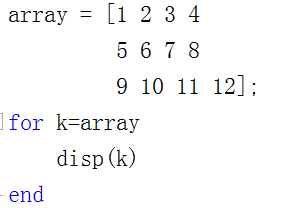 array = [1 2 3 4
5 6 7 8
9 10 11 12];
for k=array
disp(k)
end